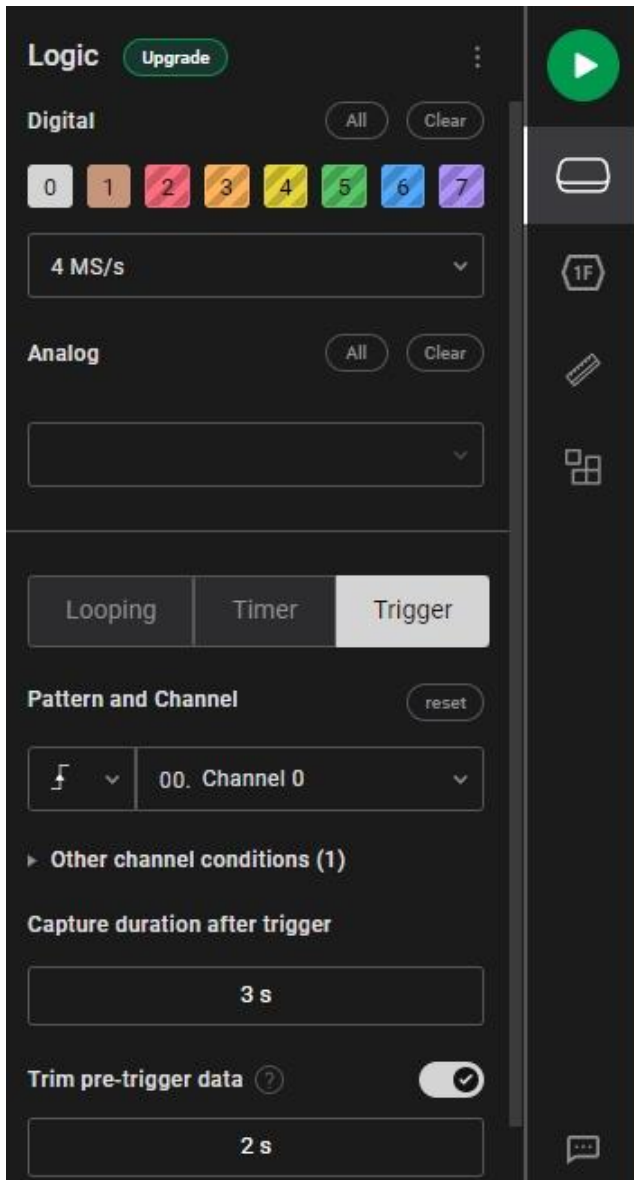 Logic Upgrade
Digital All Clear
0 1 2 3 4 5 6 7
4 MS/s
1F
Analog All Clear
Looping Timer Trigger
Pattern and Channel reset
00. Channel 0
Other channel conditions (1)
Capture duration after trigger
3 s
Trim pre-trigger data ?
2 s